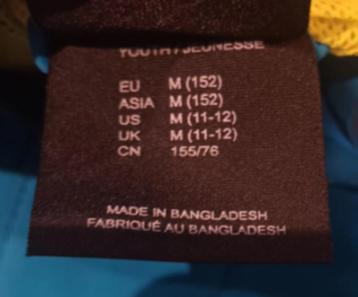 YOUTH / JEUNESSE
EU M (152)
ASIA M (152)
US M (11-12)
UK M (11-12)
CN 155/76
MADE IN BANGLADESH
FABRIQUÉ AU BANGLADESH